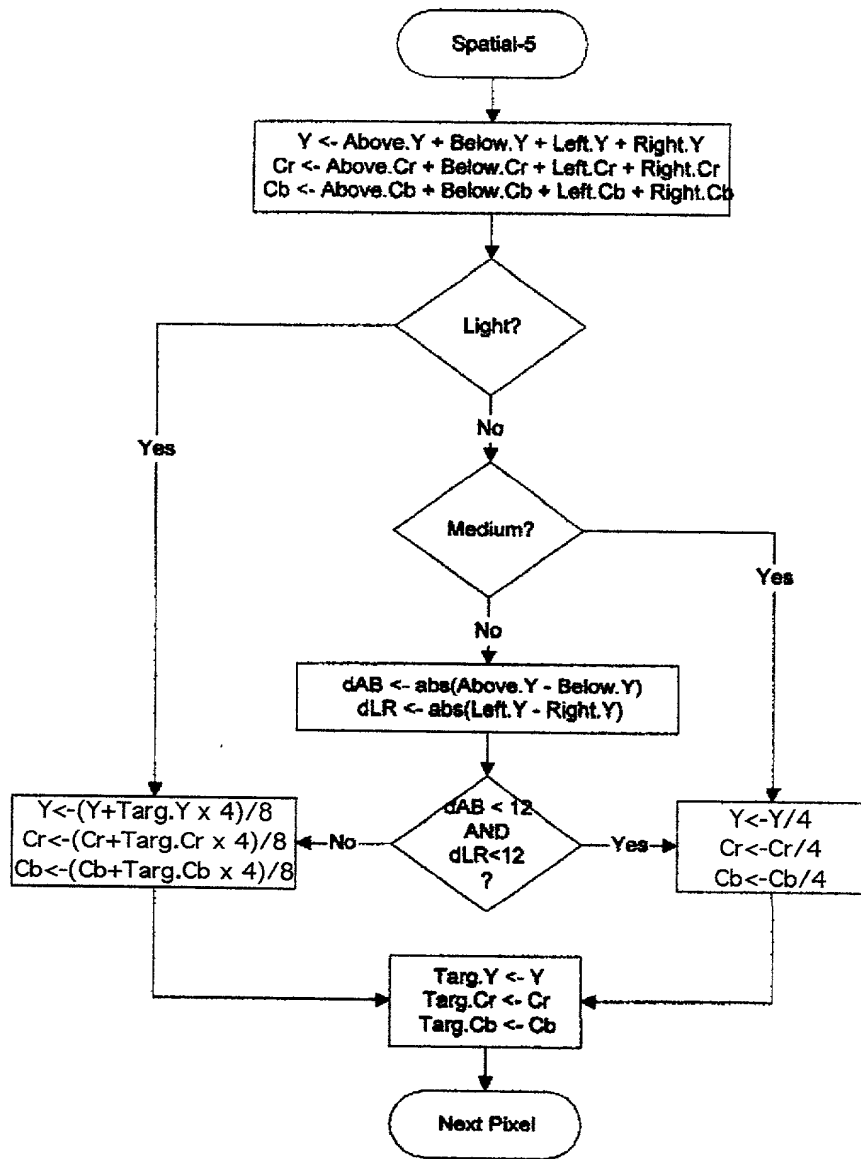 Spatial-5
Y <- Above.Y + Below.Y + Left.Y + Right.Y
Cr <- Above.Cr + Below.Cr + Left.Cr + Right.Cr
Cb <- Above.Cb + Below.Cb + Left.Cb + Right.Cb
Light?
Yes
No
Medium?
Yes
No
dAB <- abs(Above.Y - Below.Y)
dLR <- abs(Left.Y - Right.Y)
dAB < 12
AND
dLR<12
?
No
Yes
Y<-(Y+Targ.Y x 4)/8
Cr<-(Cr+Targ.Cr x 4)/8
Cb<-(Cb+Targ.Cb x 4)/8
Y<-Y/4
Cr<-Cr/4
Cb<-Cb/4
Targ.Y <- Y
Targ.Cr <- Cr
Targ.Cb <- Cb
Next Pixel